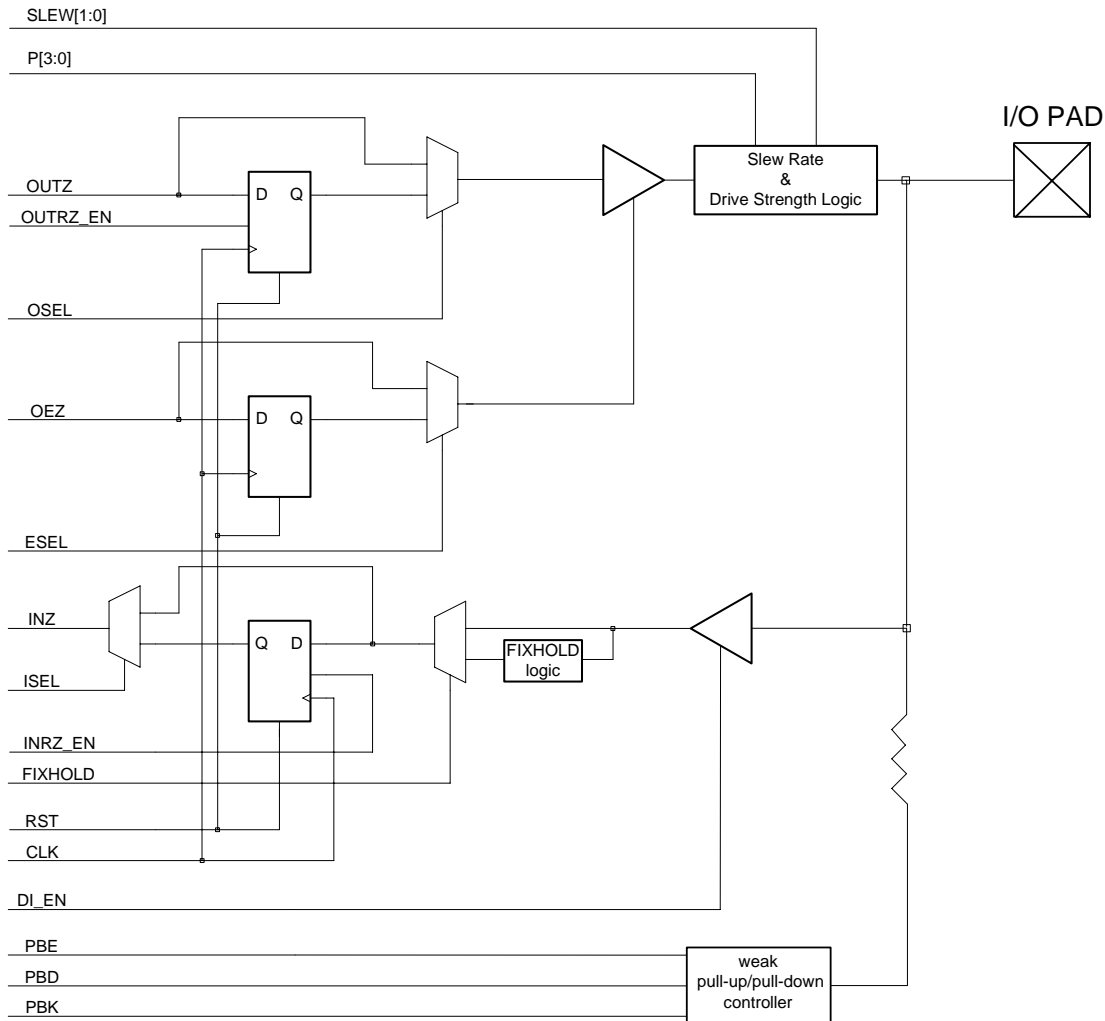 SLEW[1:0]
P[3:0]
I/O PAD
Slew Rate
&
Drive Strength Logic
OUTZ
D Q
OUTRZ_EN
OSEL
OEZ
D Q
ESEL
INZ
Q D
FIXHOLD
logic
ISEL
INRZ_EN
FIXHOLD
RST
CLK
DI_EN
PBE
PBD
PBK
weak
pull-up/pull-down
controller